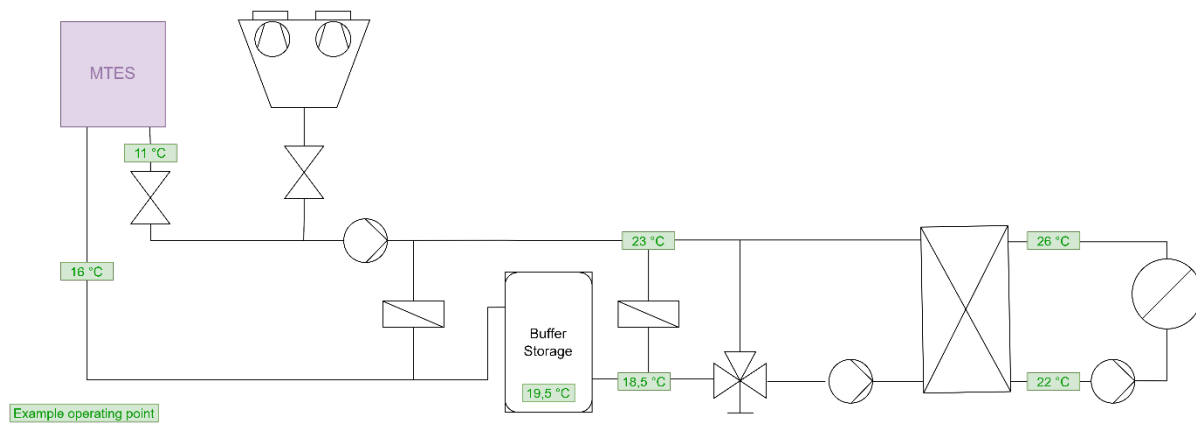 MTES
11 °C
23 °C
26 °C
16 °C
Buffer
Storage
19,5 °C
18,5 °C
22 °C
Example operating point